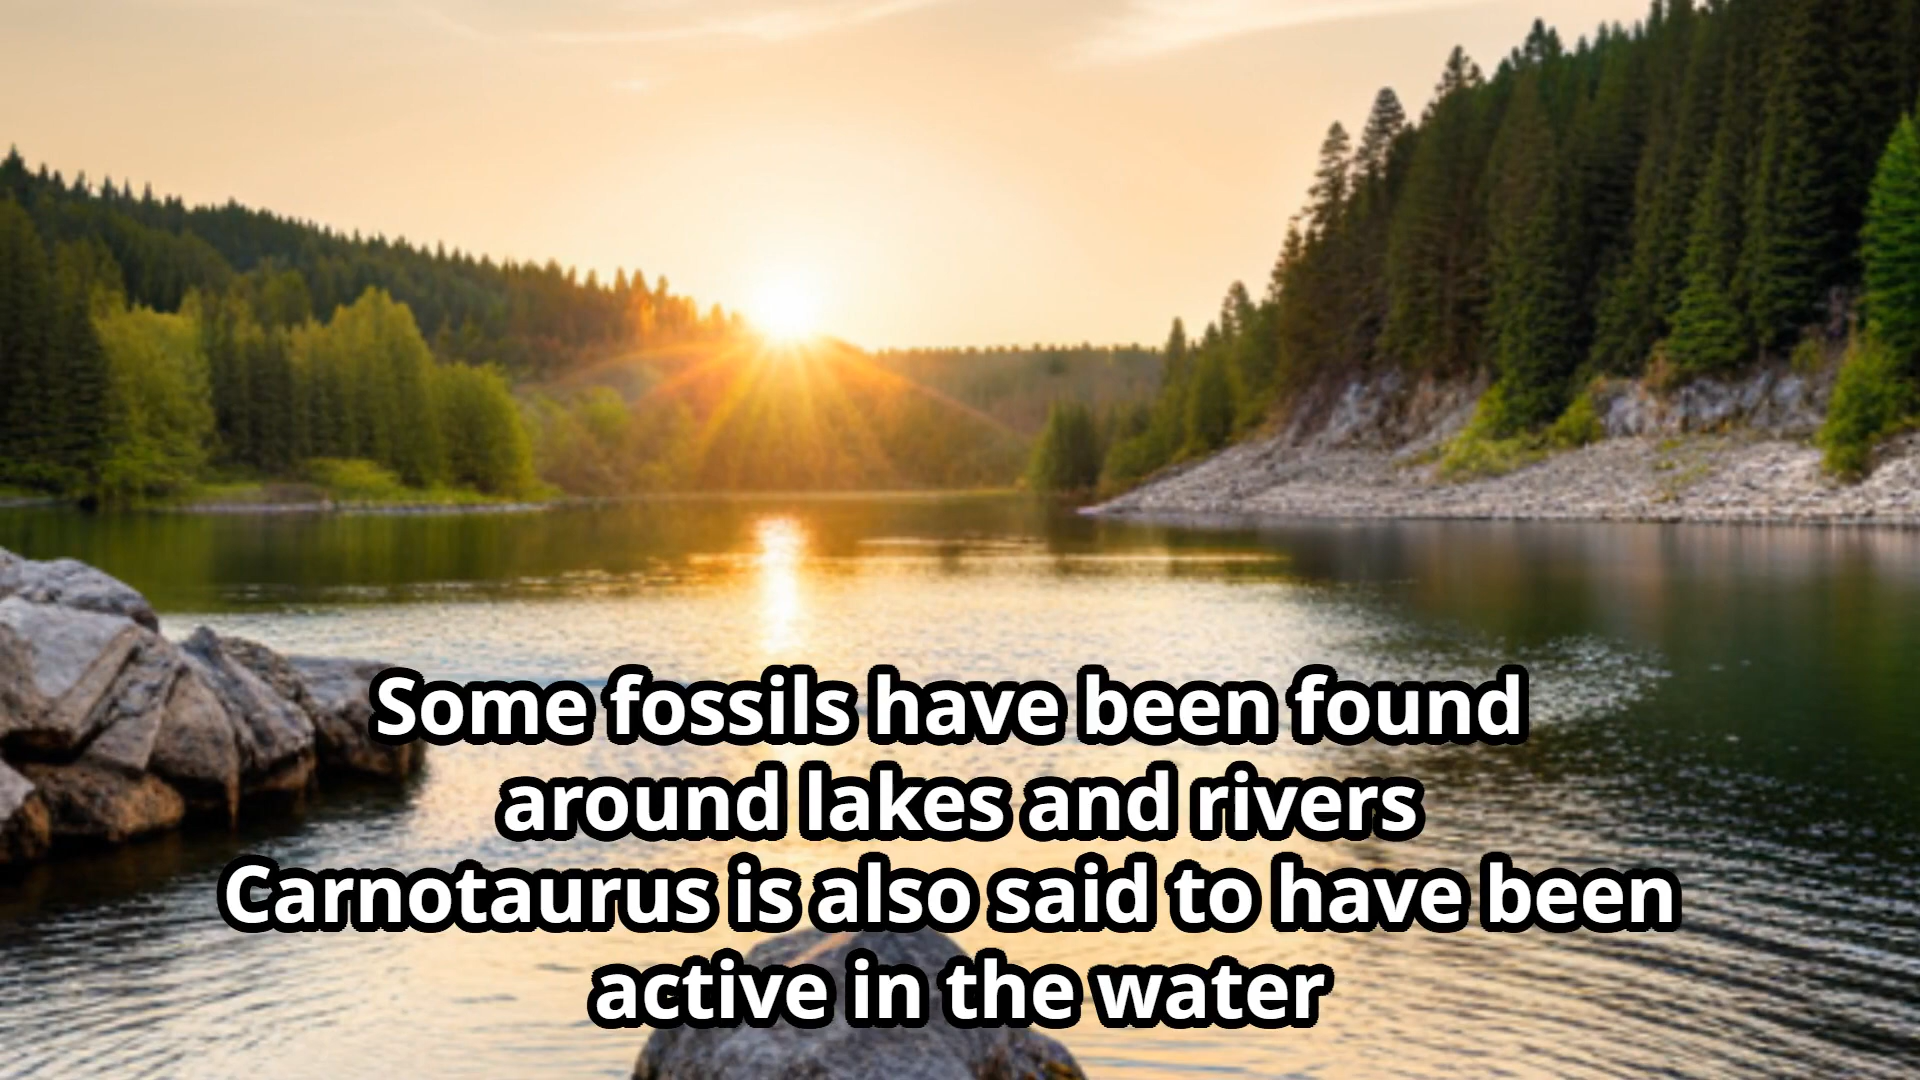 Some fossils have been found
around lakes and rivers
Carnotaurus is also said to have been
active in the water